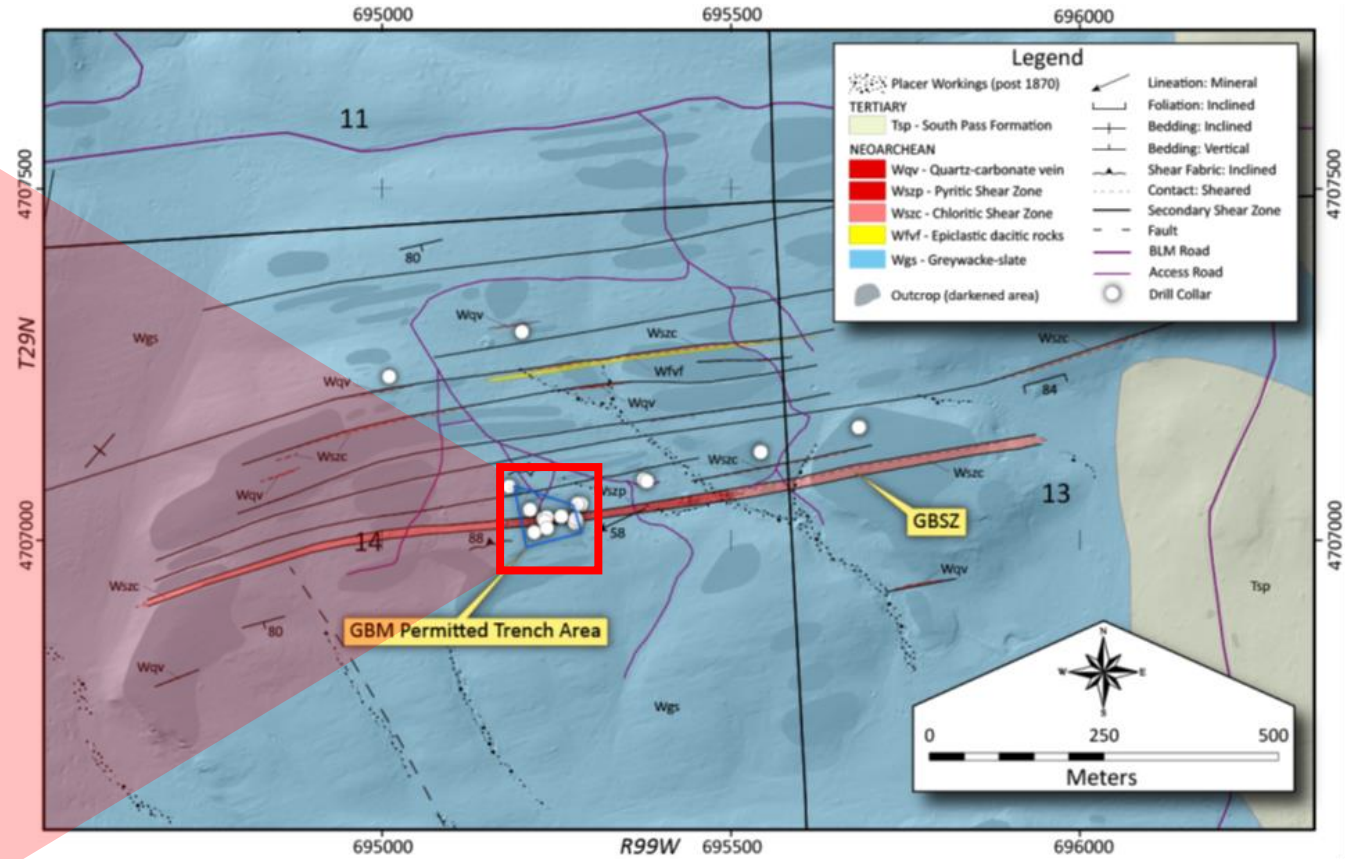 695000
695500
696000
Legend
Placer Workings (post 1870)
TERTIARY
Tsp - South Pass Formation
NEOARCHEAN
Wqv - Quartz-carbonate vein
Wszp - Pyritic Shear Zone
Wszc - Chloritic Shear Zone
Wfvf - Epiclastic dacitic rocks
Wgs - Greywacke-slate
Outcrop (darkened area)
Lineation: Mineral
Foliation: Inclined
Bedding: Inclined
Bedding: Vertical
Shear Fabric: Inclined
Contact: Sheared
Secondary Shear Zone
Fault
BLM Road
Access Road
Drill Collar
11
4707500
4707500
80
729N
Wgs
Wqv
Wszc
Wszc
Wqv
Wfvf
84
Wqv
Wszc
Wszc
Wszc
Wqv
Wszp
13
GBSZ
4707000
14
88
58
4707000
Wqv
Wszc
Tsp
80
GBM Permitted Trench Area
Wqv
Wgs
N
W
E
S
0
250
500
Meters
695000
R99W
695500
696000